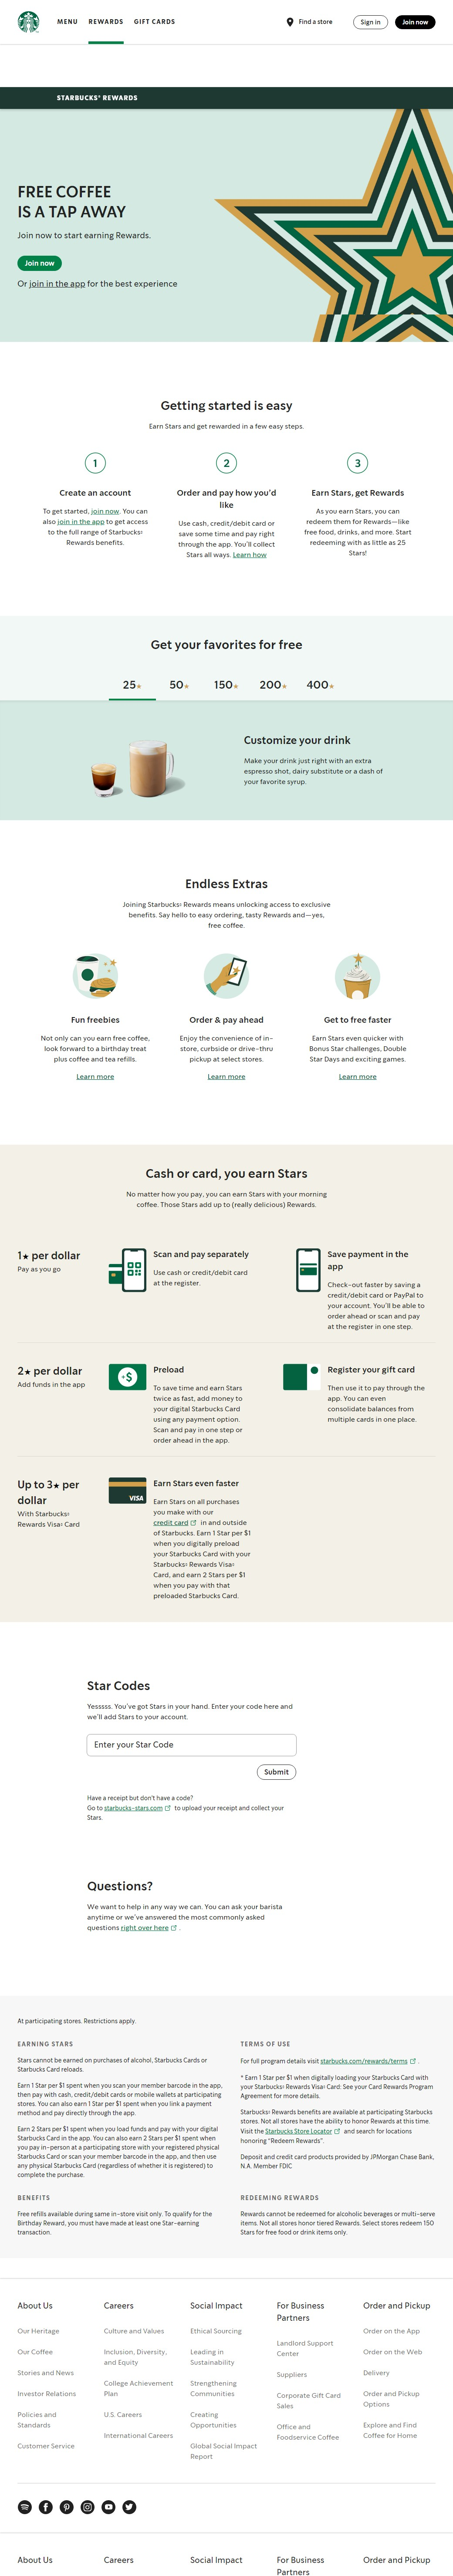 MENU REWARDS GIFT CARDS Find a store Sign in Join now
STARBUCKS® REWARDS
FREE COFFEE
IS A TAP AWAY
Join now to start earning Rewards.
Join now
Or join in the app for the best experience
Getting started is easy
Earn Stars and get rewarded in a few easy steps.
1
Create an account
To get started, join now. You can
also join in the app to get access
to the full range of Starbucks®
Rewards benefits.
2
Order and pay how you'd
like
Use cash, credit/debit card or
save some time and pay right
through the app. You'll collect
Stars all ways. Learn how
3
Earn Stars, get Rewards
As you earn Stars, you can
redeem them for Rewards—like
free food, drinks, and more. Start
redeeming with as little as 25
Stars!
Get your favorites for free
25★ 50★ 150★ 200★ 400★
Customize your drink
Make your drink just right with an extra
espresso shot, dairy substitute or a dash of
your favorite syrup.
Endless Extras
Joining Starbucks® Rewards means unlocking access to exclusive
benefits. Say hello to easy ordering, tasty Rewards and—yes,
free coffee.
Fun freebies
Not only can you earn free coffee,
look forward to a birthday treat
plus coffee and tea refills.
Learn more
Order & pay ahead
Enjoy the convenience of in-
store, curbside or drive-thru
pickup at select stores.
Learn more
Get to free faster
Earn Stars even quicker with
Bonus Star challenges, Double
Star Days and exciting games.
Learn more
Cash or card, you earn Stars
No matter how you pay, you can earn Stars with your morning
coffee. Those Stars add up to (really delicious) Rewards.
1★ per dollar
Pay as you go
Scan and pay separately
Use cash or credit/debit card
at the register.
Save payment in the
app
Check-out faster by saving a
credit/debit card or PayPal to
your account. You'll be able to
order ahead or scan and pay
at the register in one step.
2★ per dollar
Add funds in the app
+$
Preload
To save time and earn Stars
twice as fast, add money to
your digital Starbucks Card
using any payment option.
Scan and pay in one step or
order ahead in the app.
Register your gift card
Then use it to pay through the
app. You can even
consolidate balances from
multiple cards in one place.
Up to 3★ per
dollar
With Starbucks®
Rewards Visa® Card
VISA
Earn Stars even faster
Earn Stars on all purchases
you make with our
credit card in and outside
of Starbucks. Earn 1 Star per $1
when you digitally preload
your Starbucks Card with your
Starbucks® Rewards Visa®
Card, and earn 2 Stars per $1
when you pay with that
preloaded Starbucks Card.
Star Codes
Yesssss. You've got Stars in your hand. Enter your code here and
we'll add Stars to your account.
Enter your Star Code
Submit
Have a receipt but don't have a code?
Go to starbucks-stars.com to upload your receipt and collect your
Stars.
Questions?
We want to help in any way we can. You can ask your barista
anytime or we've answered the most commonly asked
questions right over here .
At participating stores. Restrictions apply.
EARNING STARS
Stars cannot be earned on purchases of alcohol, Starbucks Cards or
Starbucks Card reloads.
Earn 1 Star per $1 spent when you scan your member barcode in the app,
then pay with cash, credit/debit cards or mobile wallets at participating
stores. You can also earn 1 Star per $1 spent when you link a payment
method and pay directly through the app.
Earn 2 Stars per $1 spent when you load funds and pay with your digital
Starbucks Card in the app. You can also earn 2 Stars per $1 spent when
you pay in-person at a participating store with your registered physical
Starbucks Card or scan your member barcode in the app, and then use
any physical Starbucks Card (regardless of whether it is registered) to
complete the purchase.
BENEFITS
Free refills available during same in-store visit only. To qualify for the
Birthday Reward, you must have made at least one Star-earning
transaction.
TERMS OF USE
For full program details visit starbucks.com/rewards/terms .
* Earn 1 Star per $1 when digitally loading your Starbucks Card with
your Starbucks® Rewards Visa® Card. See your Card Rewards Program
Agreement for more details.
Starbucks® Rewards benefits are available at participating Starbucks
stores. Not all stores have the ability to honor Rewards at this time.
Visit the Starbucks Store Locator and search for locations
honoring "Redeem Rewards".
Deposit and credit card products provided by JPMorgan Chase Bank,
N.A. Member FDIC
REDEEMING REWARDS
Rewards cannot be redeemed for alcoholic beverages or multi-serve
items. Not all stores honor tiered Rewards. Select stores redeem 150
Stars for free food or drink items only.
About Us
Our Heritage
Our Coffee
Stories and News
Investor Relations
Policies and
Standards
Customer Service
Careers
Culture and Values
Inclusion, Diversity,
and Equity
College Achievement
Plan
U.S. Careers
International Careers
Social Impact
Ethical Sourcing
Leading in
Sustainability
Strengthening
Communities
Creating
Opportunities
Global Social Impact
Report
For Business
Partners
Landlord Support
Center
Suppliers
Corporate Gift Card
Sales
Office and
Foodservice Coffee
Order and Pickup
Order on the App
Order on the Web
Delivery
Order and Pickup
Options
Explore and Find
Coffee for Home
About Us Careers Social Impact For Business Order and Pickup
Partners